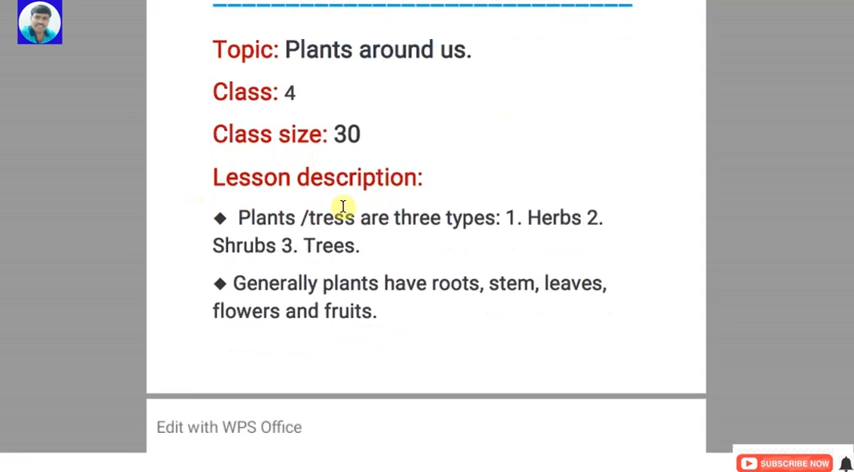 Topic: Plants around us.
Class: 4
Class size: 30
Lesson description:
◆ Plants /tress are three types: 1. Herbs 2.
Shrubs 3. Trees.
◆ Generally plants have roots, stem, leaves,
flowers and fruits.
Edit with WPS Office
SUBSCRIBE NOW